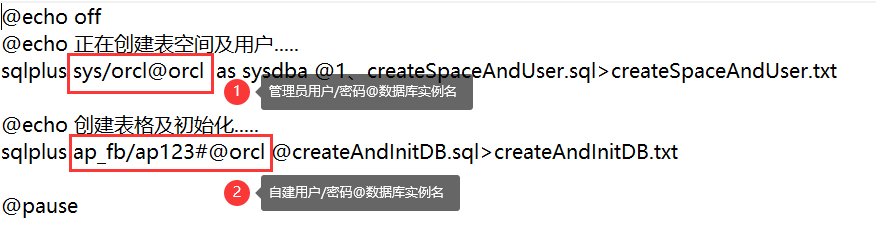 @echo off
@echo 正在创建表空间及用户.....
sqlplus sys/orcl@orcl as sysdba @1、createSpaceAndUser.sql>createSpaceAndUser.txt
1 管理员用户/密码@数据库实例名
@echo 创建表格及初始化.....
sqlplus ap_fb/ap123#@orcl @createAndInitDB.sql>createAndInitDB.txt
2 自建用户/密码@数据库实例名
@pause